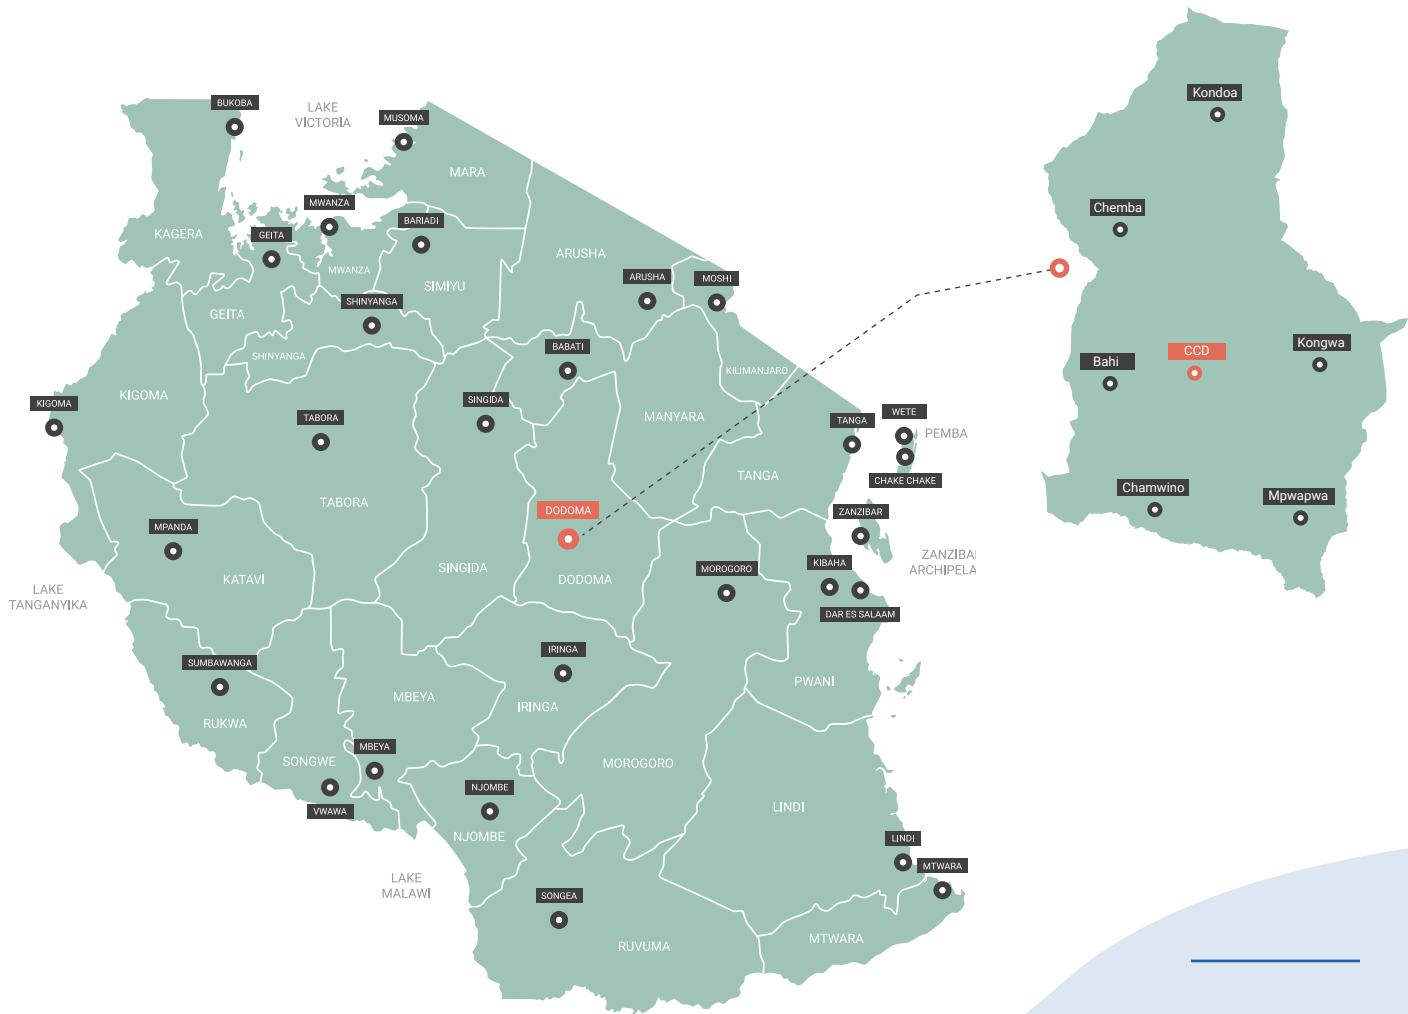 BUKOBA
LAKE
VICTORIA
MUSOMA
MARA
MWANZA
BARIADI
KAGERA
GEITA
ARUSHA
MWANZA
SIMIYU
ARUSHA
MOSHI
GEITA
SHINYANGA
SHINYANGA
BABATI
KILIMANJARO
KIGOMA
KIGOMA
TABORA
SINGIDA
MANYARA
TANGA
WETE
PEMBA
TANGA
CHAKE CHAKE
TABORA
DODOMA
ZANZIBAR
MPANDA
ZANZIBA
ARCHIPELA
KATAVI
SINGIDA
DODOMA
MOROGORO
KIBAHA
LAKE
TANGANYIKA
DAR ES SALAAM
SUMBAWANGA
IRINGA
PWANI
MBEYA
IRINGA
RUKWA
SONGWE
MBEYA
MOROGORO
NJOMBE
VWAWA
LINDI
NJOMBE
LINDI
MTWARA
LAKE
MALAWI
SONGEA
RUVUMA
MTWARA
Kondoa
Chemba
Bahi
CCD
Kongwa
Chamwino
Mpwapwa